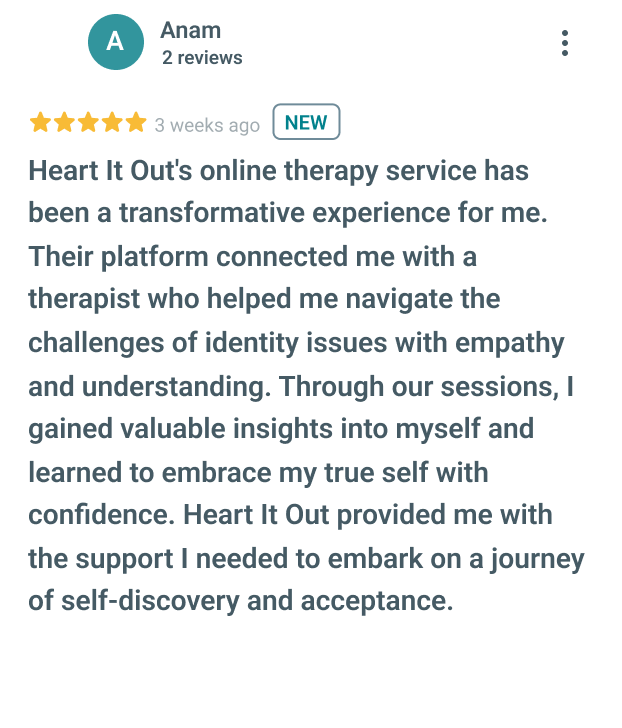 A
Anam
2 reviews
3 weeks ago NEW
Heart It Out's online therapy service has
been a transformative experience for me.
Their platform connected me with a
therapist who helped me navigate the
challenges of identity issues with empathy
and understanding. Through our sessions, I
gained valuable insights into myself and
learned to embrace my true self with
confidence. Heart It Out provided me with
the support I needed to embark on a journey
of self-discovery and acceptance.